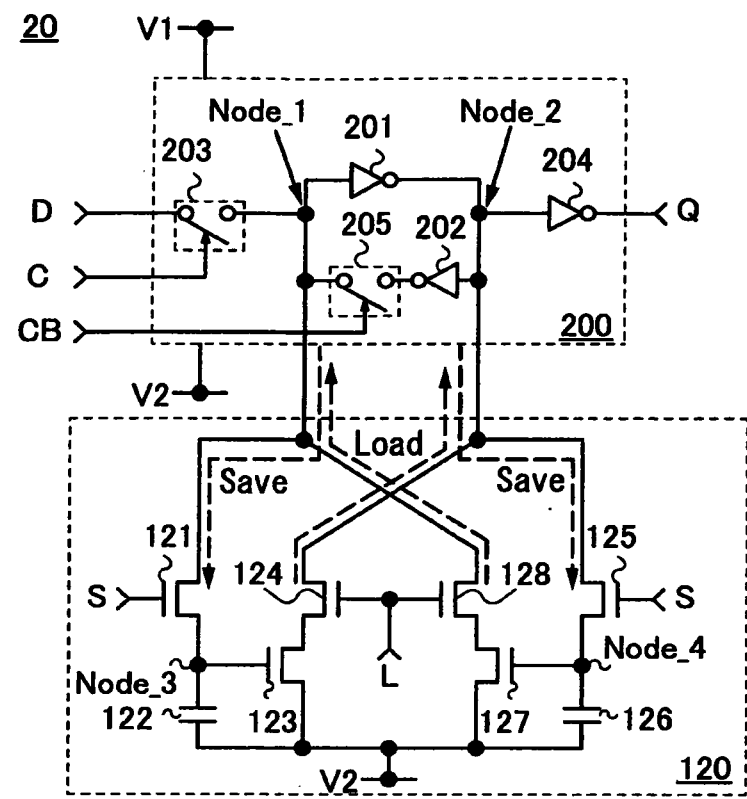 20
V1
Node_1
201
Node_2
203
204
D
205
202
Q
C
CB
200
V2
Load
Save
Save
121
125
124
128
S
S
Node_3
L
Node_4
122
123
127
126
V2
120